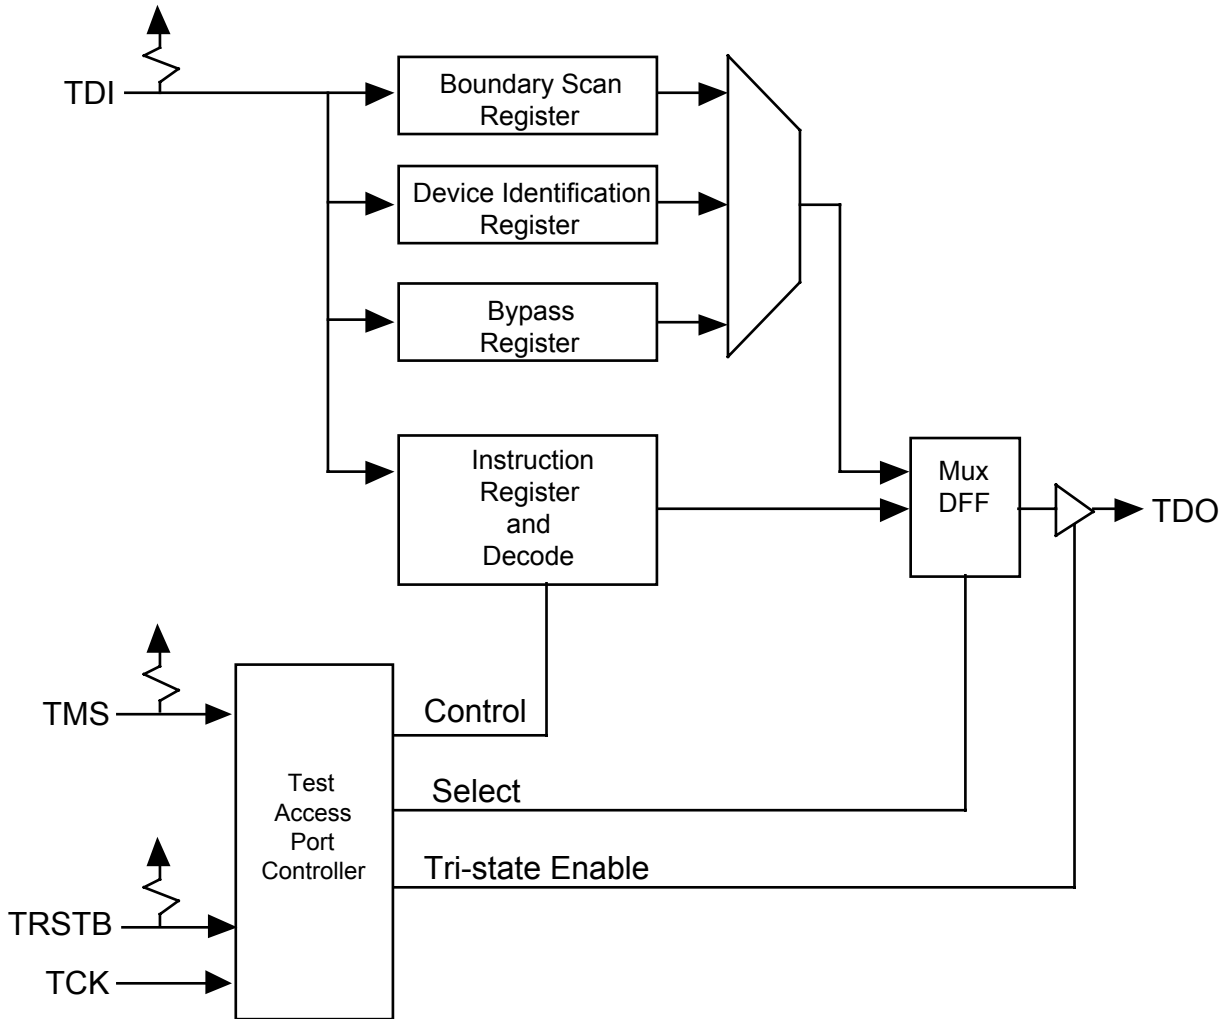 TDI
Boundary Scan
Register
Device Identification
Register
Bypass
Register
Instruction
Register
and
Decode
Mux
DFF
TDO
TMS
Control
Test
Access
Port
Controller
Select
Tri-state Enable
TRSTB
TCK